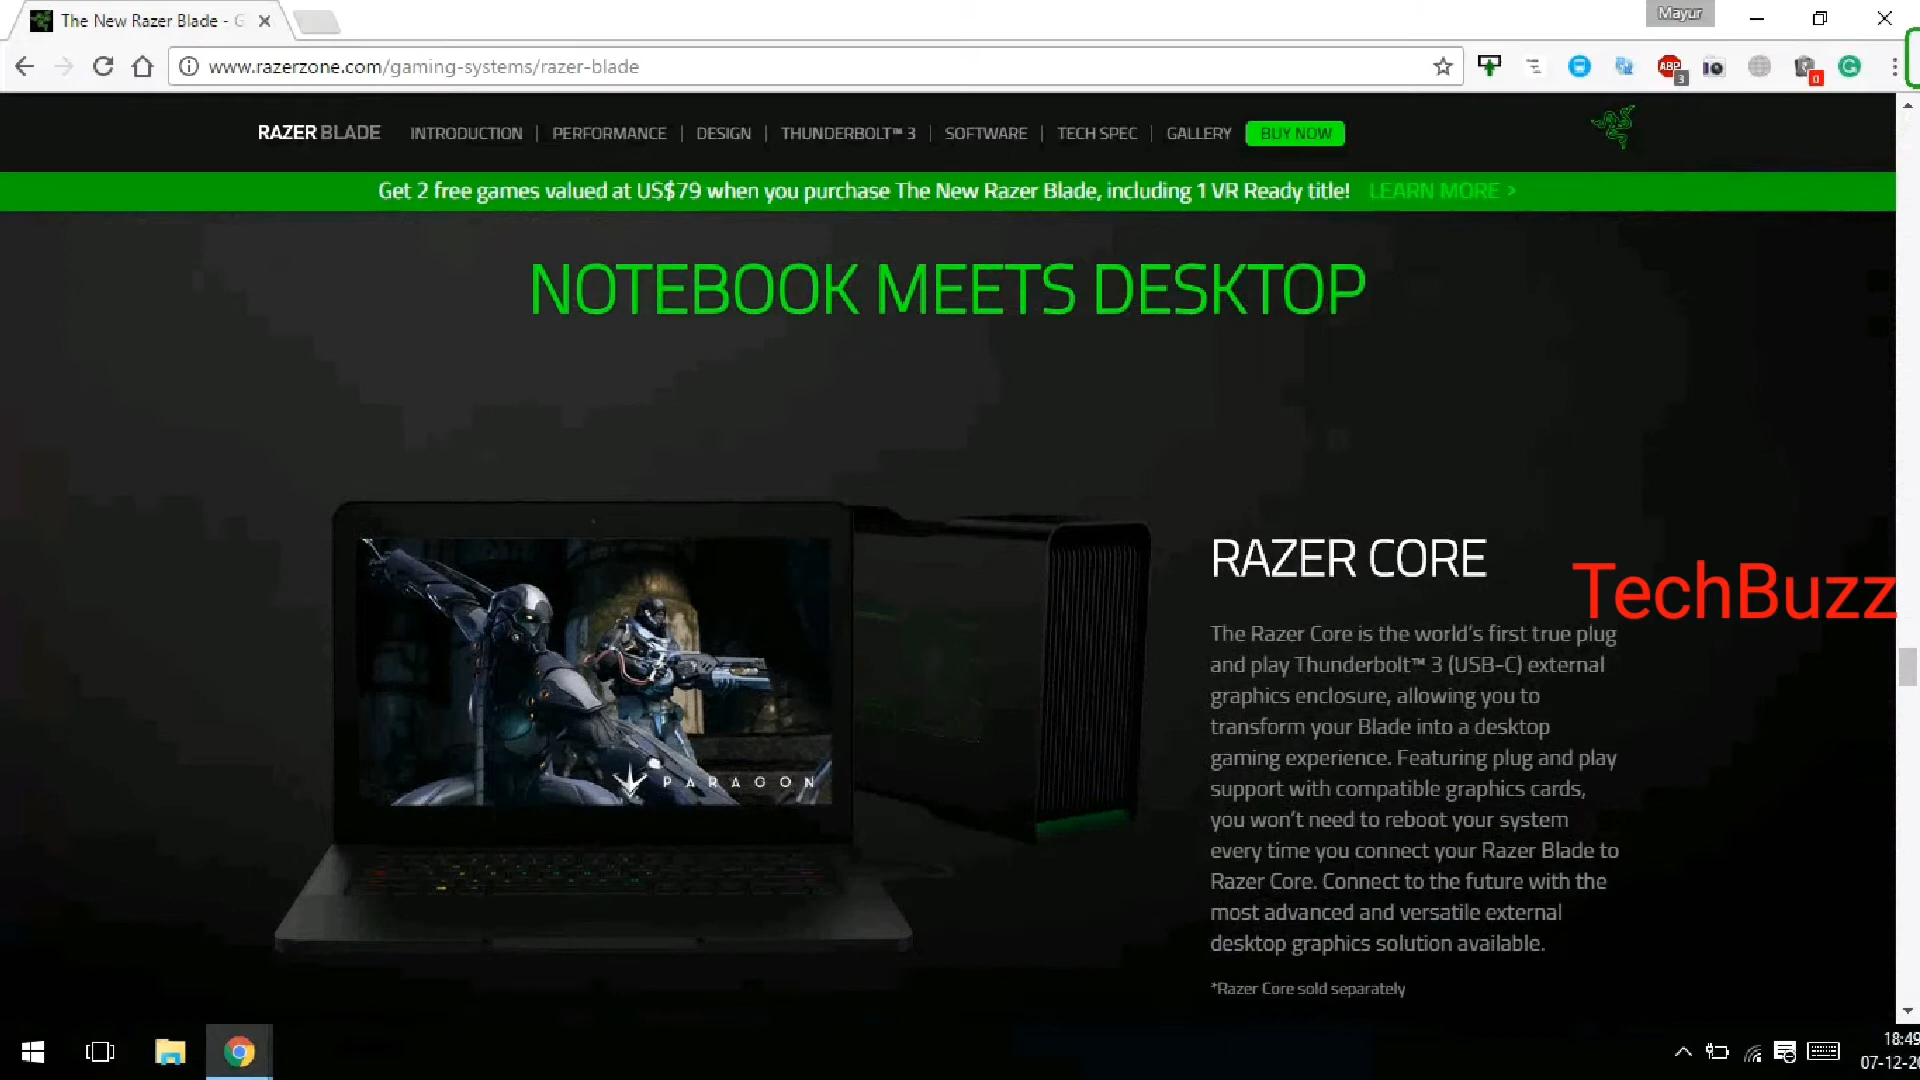 The New Razer Blade - G
Mayur
www.razerzone.com/gaming-systems/razer-blade
ABP
3
0
RAZER BLADE
INTRODUCTION | PERFORMANCE | DESIGN | THUNDERBOLT™ 3 | SOFTWARE | TECH SPEC | GALLERY
BUY NOW
Get 2 free games valued at US$79 when you purchase The New Razer Blade, including 1 VR Ready title! LEARN MORE >
NOTEBOOK MEETS DESKTOP
PARAGON
RAZER CORE
TechBuzz
The Razer Core is the world's first true plug
and play Thunderbolt™ 3 (USB-C) external
graphics enclosure, allowing you to
transform your Blade into a desktop
gaming experience. Featuring plug and play
support with compatible graphics cards,
you won't need to reboot your system
every time you connect your Razer Blade to
Razer Core. Connect to the future with the
most advanced and versatile external
desktop graphics solution available.
*Razer Core sold separately
18:49
07-12-20